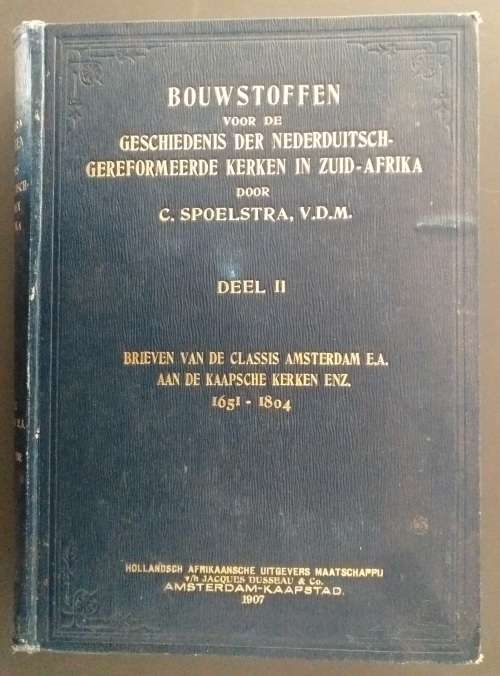 BOUWSTOFFEN
VOOR DE
GESCHIEDENIS DER NEDERDUITSCH-
GEREFORMEERDE KERKEN IN ZUID-AFRIKA
DOOR
C. SPOELSTRA, V.D.M.
DEEL II
BRIEVEN VAN DE CLASSIS AMSTERDAM E.A.
AAN DE KAAPSCHE KERKEN ENZ.
1651 - 1804
HOLLANDSCH AFRIKAANSCHE UITGEVERS MAATSCHAPPIJ
v/h JACQUES DUSSEAU & Co.
AMSTERDAM-KAAPSTAD.
1907